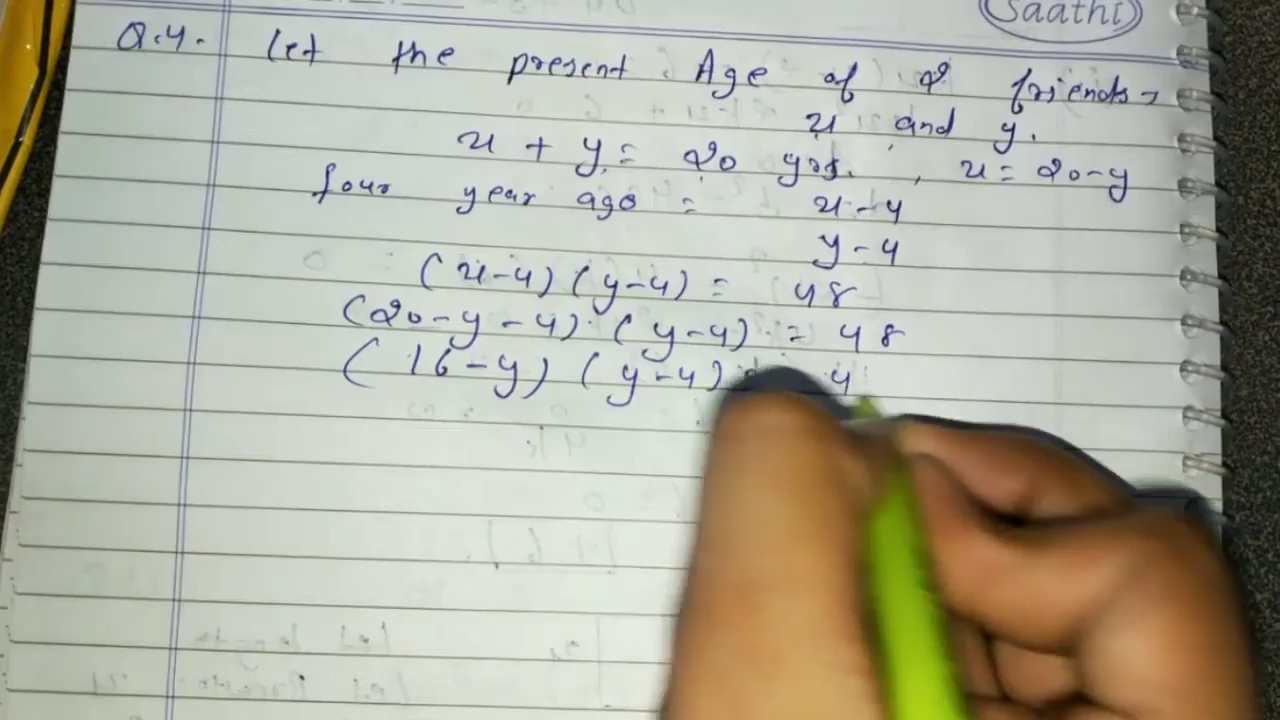 Saathi
Q.4. Let the present Age of 2 friends →
x and y.
x + y = 20 yrs. , x = 20-y
four year ago = x-4
y-4
(x-4) (y-4) = 48
(20-y-4) · (y-4) = 48
(16-y) (y-4) = 4